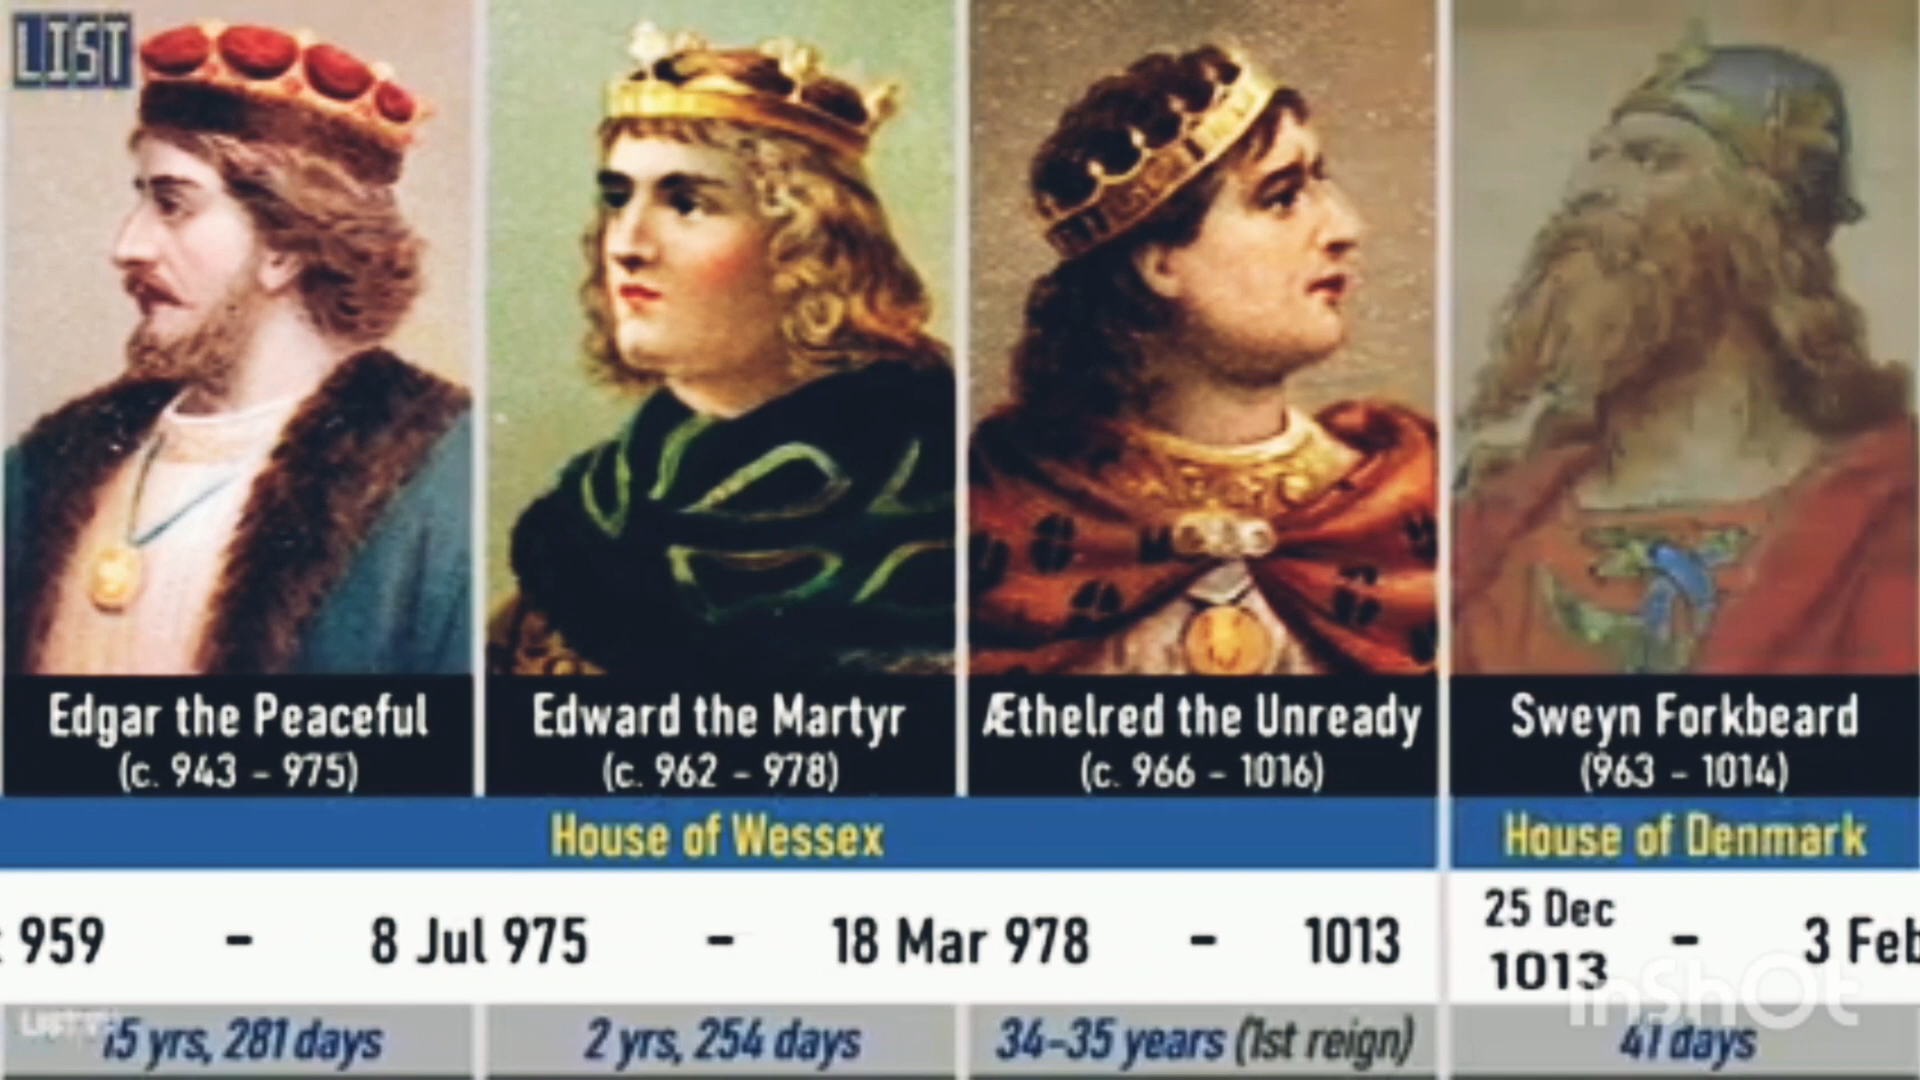 LIST
Edgar the Peaceful
(c. 943 - 975)
Edward the Martyr
(c. 962 - 978)
Æthelred the Unready
(c. 966 - 1016)
Sweyn Forkbeard
(963 - 1014)
House of Wessex
House of Denmark
959 - 8 Jul 975 - 18 Mar 978 - 1013
25 Dec
1013 - 3 Feb
InShOt
15 yrs, 281 days
2 yrs, 254 days
34-35 years (1st reign)
41 days